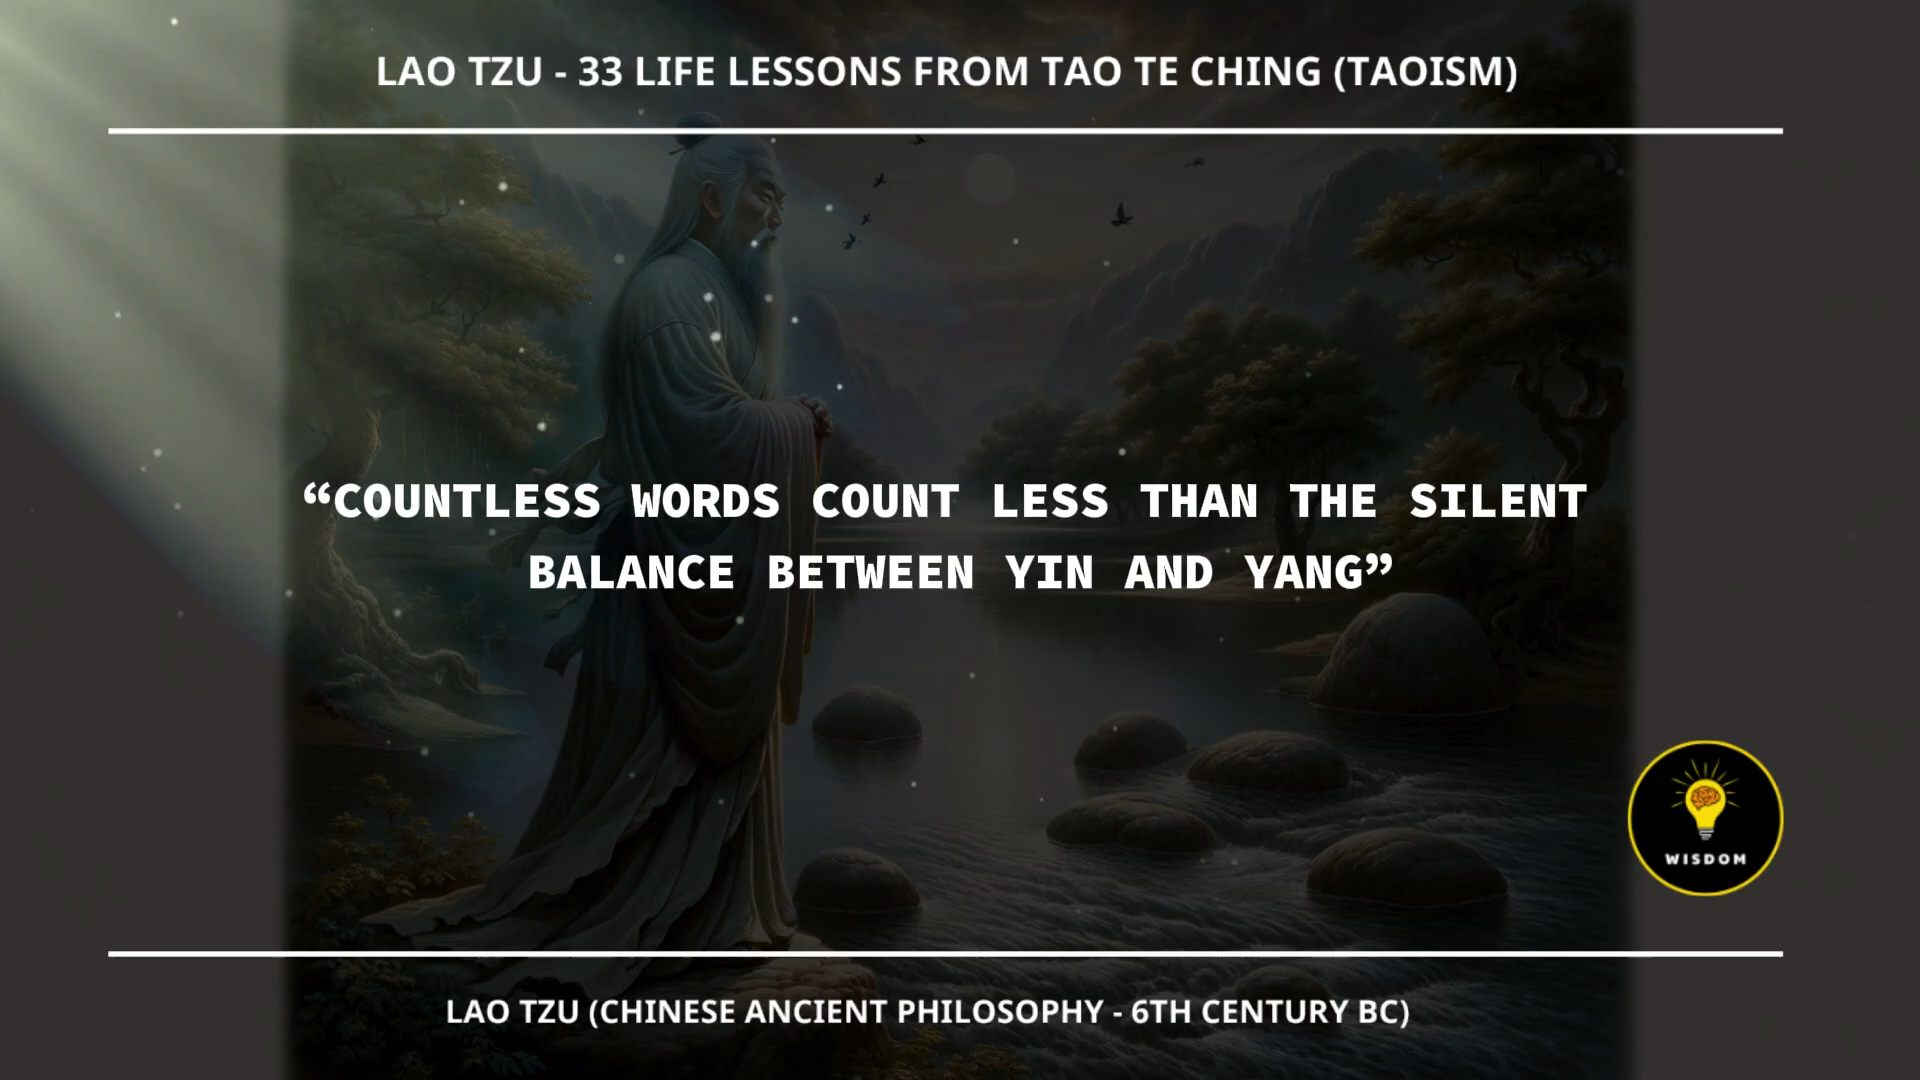 LAO TZU - 33 LIFE LESSONS FROM TAO TE CHING (TAOISM)
“COUNTLESS WORDS COUNT LESS THAN THE SILENT
BALANCE BETWEEN YIN AND YANG”
WISDOM
LAO TZU (CHINESE ANCIENT PHILOSOPHY - 6TH CENTURY BC)